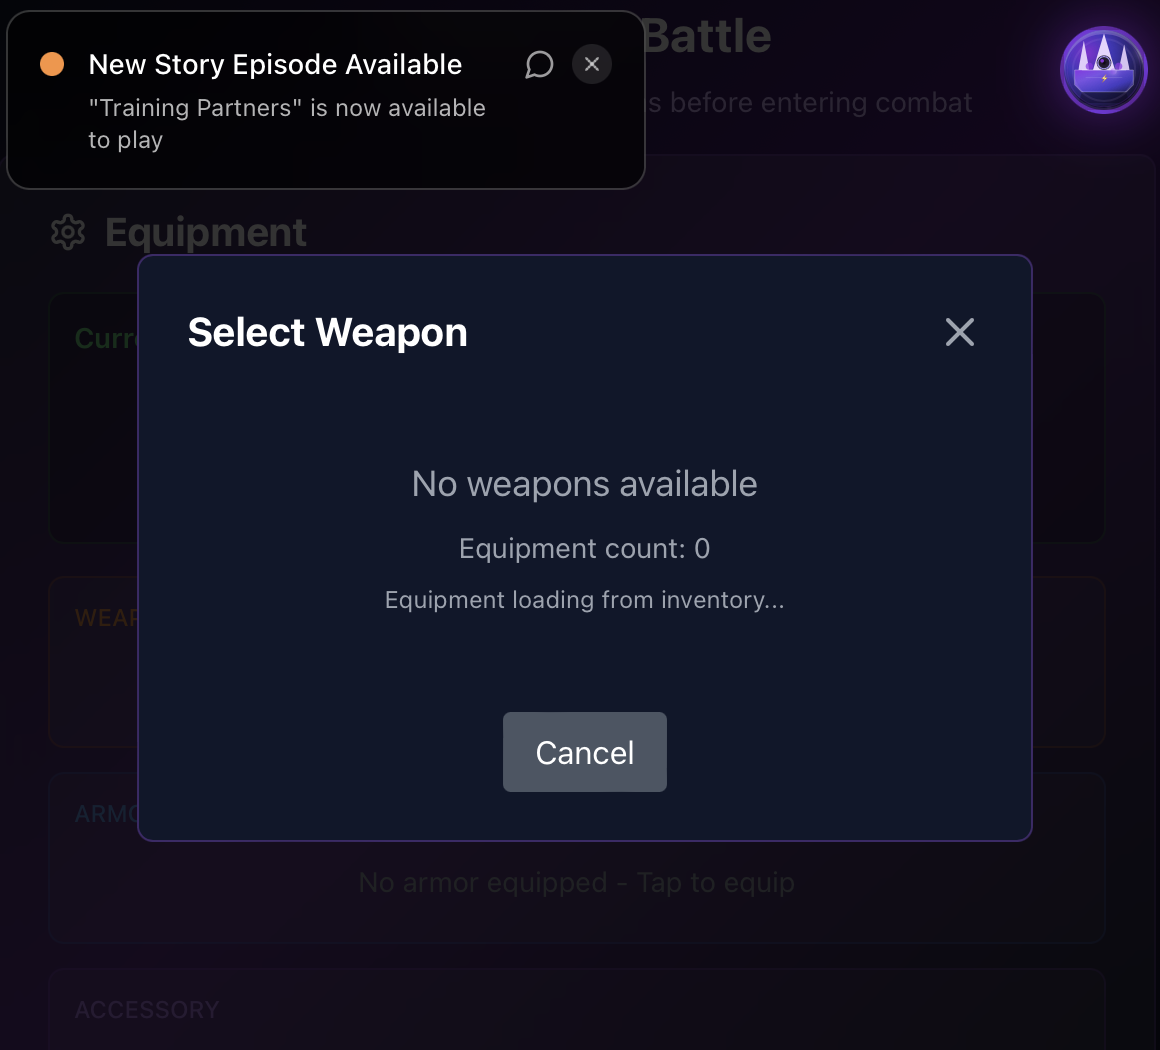 Battle
New Story Episode Available
"Training Partners" is now available
to play
s before entering combat
Equipment
Curre
Select Weapon
No weapons available
Equipment count: 0
Equipment loading from inventory...
WEAP
Cancel
ARMO
No armor equipped - Tap to equip
ACCESSORY